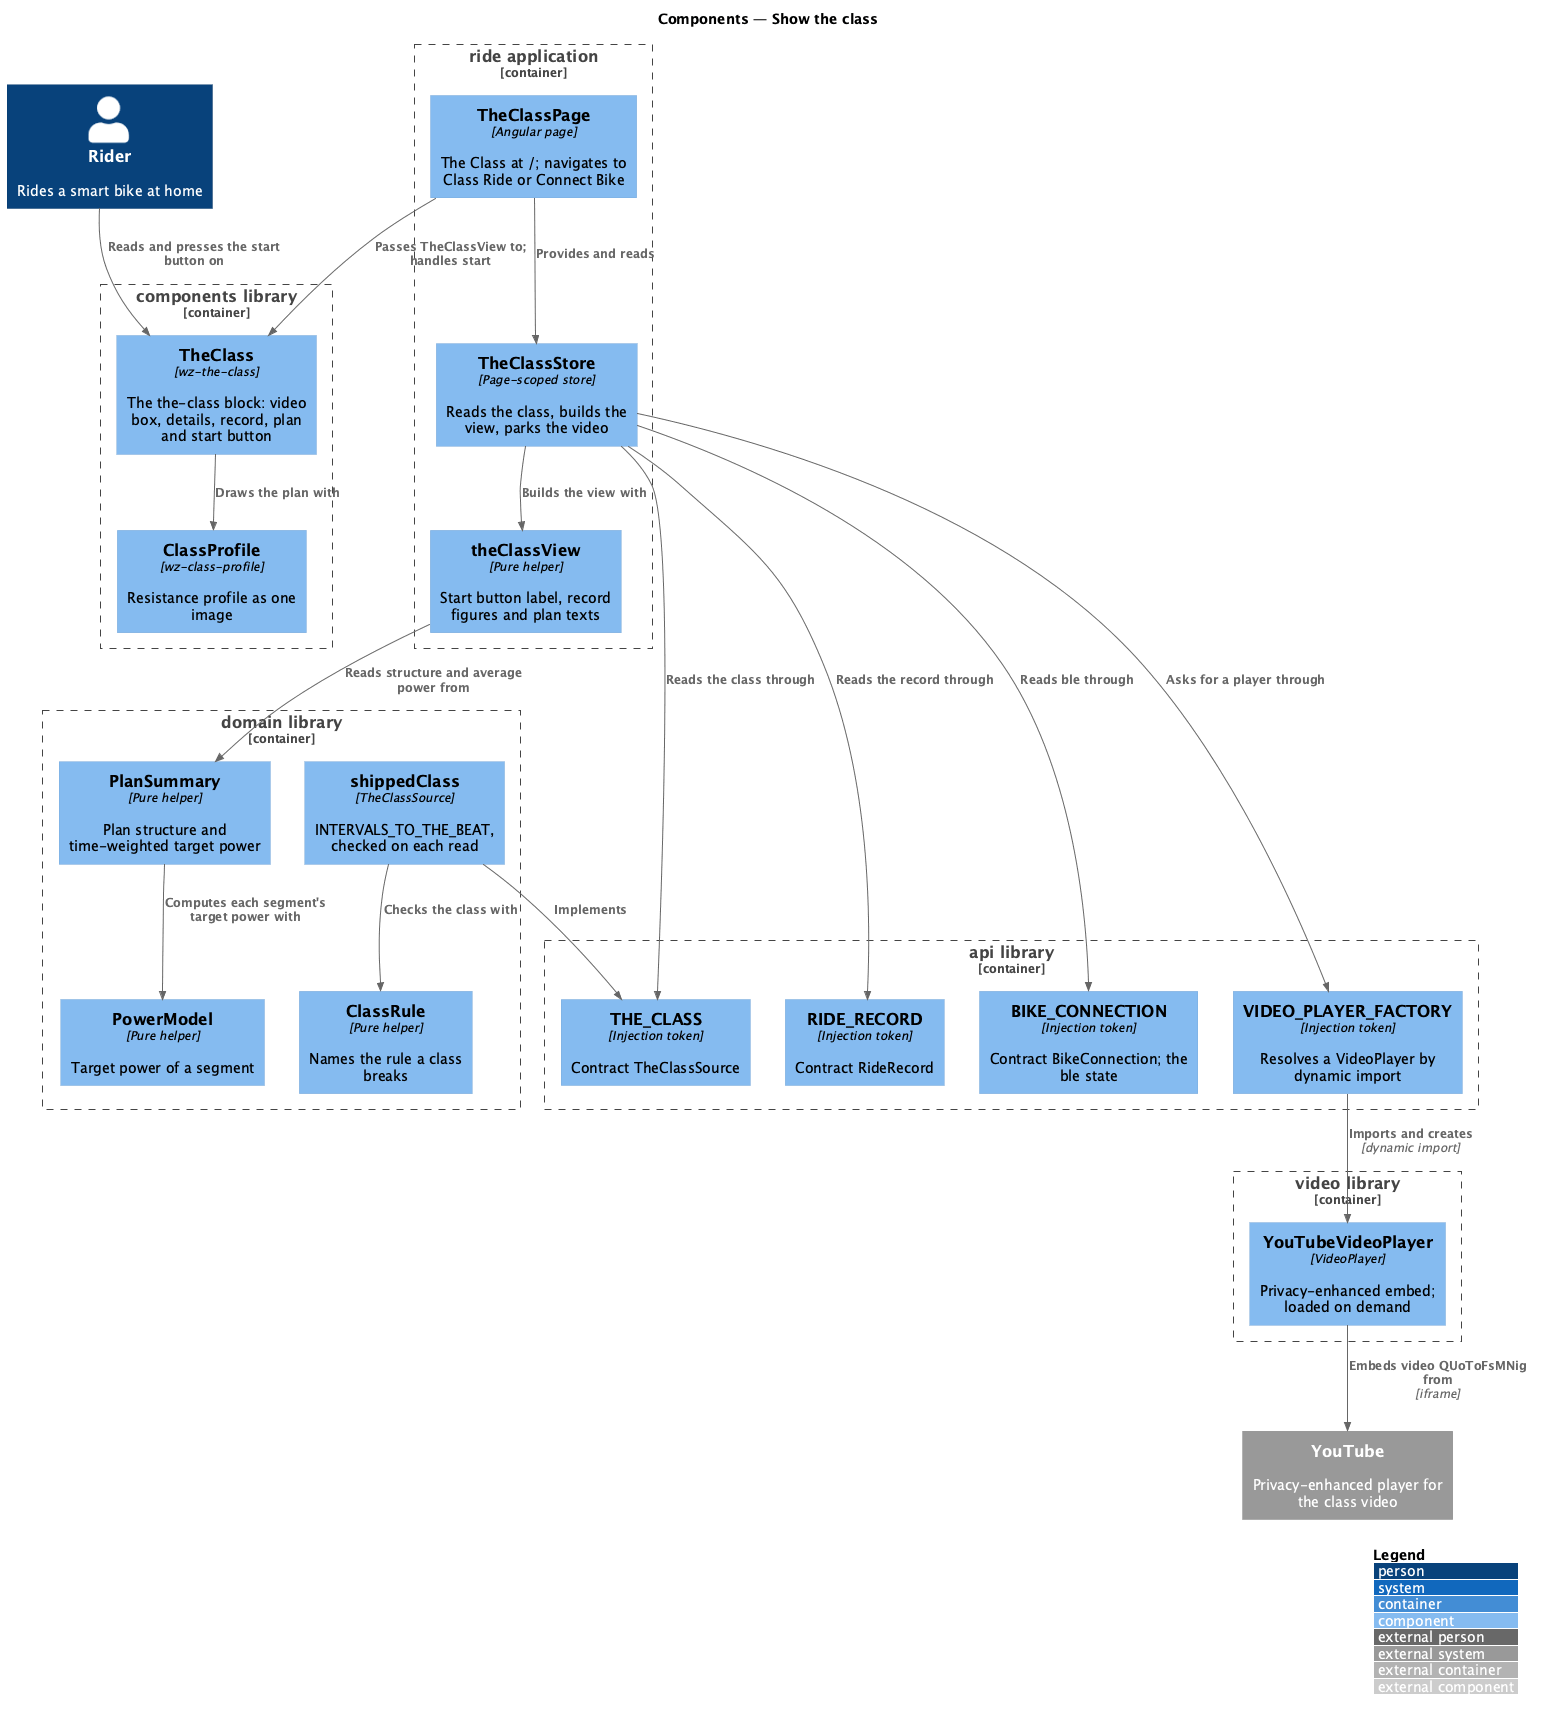 Components — Show the class
ride application
[container]
Rider
Rides a smart bike at home
TheClassPage
[Angular page]
The Class at /; navigates to
Class Ride or Connect Bike
Reads and presses the start
button on
Passes TheClassView to;
handles start
Provides and reads
components library
[container]
TheClass
[wz-the-class]
The the-class block: video
box, details, record, plan
and start button
TheClassStore
[Page-scoped store]
Reads the class, builds the
view, parks the video
Draws the plan with
Builds the view with
ClassProfile
[wz-class-profile]
Resistance profile as one
image
theClassView
[Pure helper]
Start button label, record
figures and plan texts
Reads structure and average
power from
Reads the class through
Reads the record through
Reads ble through
Asks for a player through
domain library
[container]
PlanSummary
[Pure helper]
Plan structure and
time-weighted target power
shippedClass
[TheClassSource]
INTERVALS_TO_THE_BEAT,
checked on each read
Computes each segment's
target power with
Checks the class with
Implements
api library
[container]
PowerModel
[Pure helper]
Target power of a segment
ClassRule
[Pure helper]
Names the rule a class
breaks
THE_CLASS
[Injection token]
Contract TheClassSource
RIDE_RECORD
[Injection token]
Contract RideRecord
BIKE_CONNECTION
[Injection token]
Contract BikeConnection; the
ble state
VIDEO_PLAYER_FACTORY
[Injection token]
Resolves a VideoPlayer by
dynamic import
Imports and creates
[dynamic import]
video library
[container]
YouTubeVideoPlayer
[VideoPlayer]
Privacy-enhanced embed;
loaded on demand
Embeds video QUoToFsMNig
from
[iframe]
YouTube
Privacy-enhanced player for
the class video
Legend
person
system
container
component
external person
external system
external container
external component